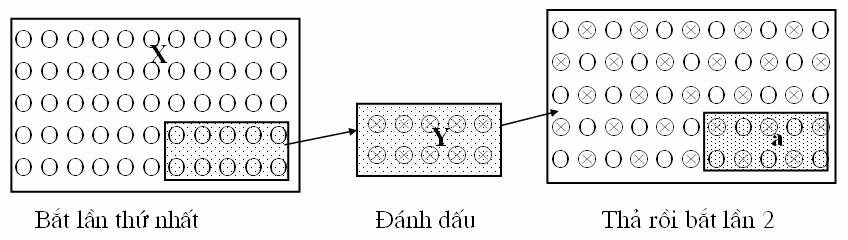 X
Y
a
Bắt lần thứ nhất
Đánh dấu
Thả rồi bắt lần 2